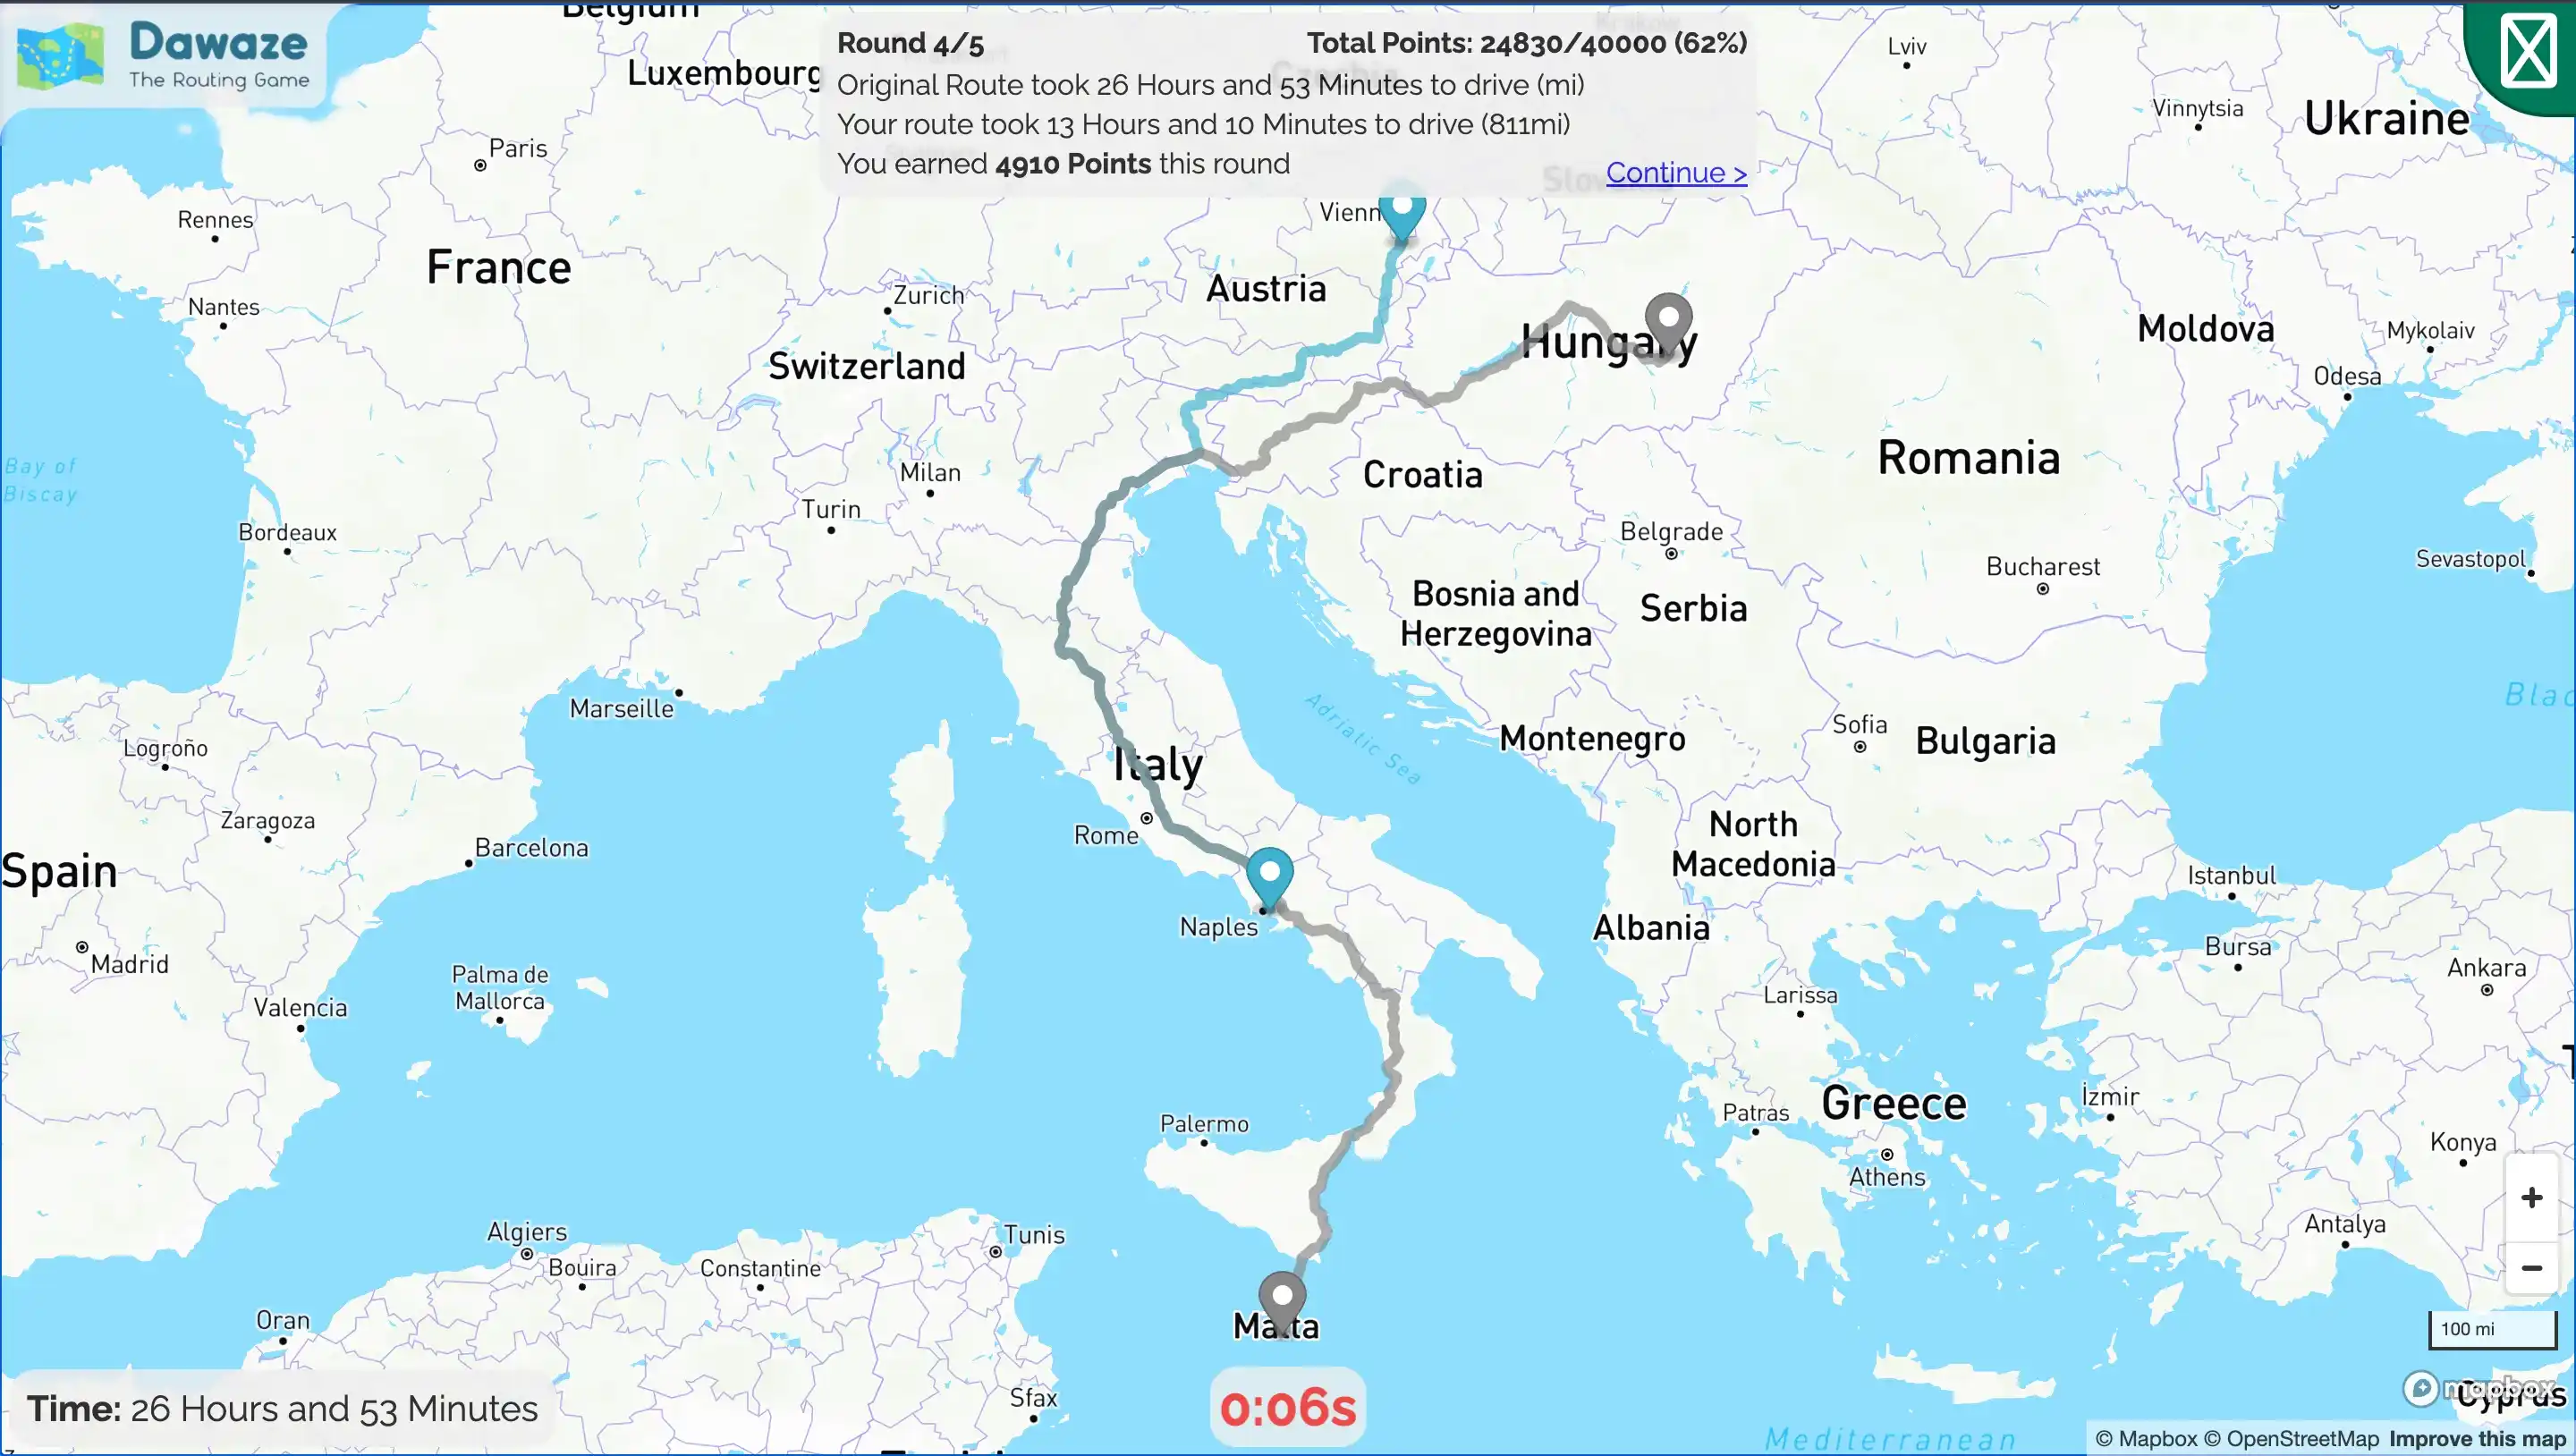 Belgium
Dawaze
The Routing Game
Round 4/5
Total Points: 24830/40000 (62%)
Original Route took 26 Hours and 53 Minutes to drive (mi)
Your route took 13 Hours and 10 Minutes to drive (811mi)
You earned 4910 Points this round
Continue >
Luxembourg
Lviv
Vinnytsia
Ukraine
Paris
Rennes
France
Nantes
Zurich
Switzerland
Austria
Vienn
Hungary
Moldova
Mykolaiv
Odesa
Bay of
Biscay
Bordeaux
Milan
Turin
Croatia
Romania
Belgrade
Bucharest
Sevastopol
Bosnia and
Herzegovina
Serbia
Marseille
Adriatic Sea
Montenegro
Sofia
Bulgaria
Blac
Logroño
Zaragoza
Barcelona
Italy
Rome
North
Macedonia
Spain
Madrid
Naples
Albania
Istanbul
Bursa
Ankara
Palma de
Mallorca
Valencia
Larissa
Palermo
Patras
Greece
Athens
İzmir
Konya
Antalya
Algiers
Bouira
Constantine
Tunis
Oran
Malta
Sfax
+
−
100 mi
Time: 26 Hours and 53 Minutes
0:06s
mapbox
Cyprus
Mediterranean
© Mapbox © OpenStreetMap Improve this map